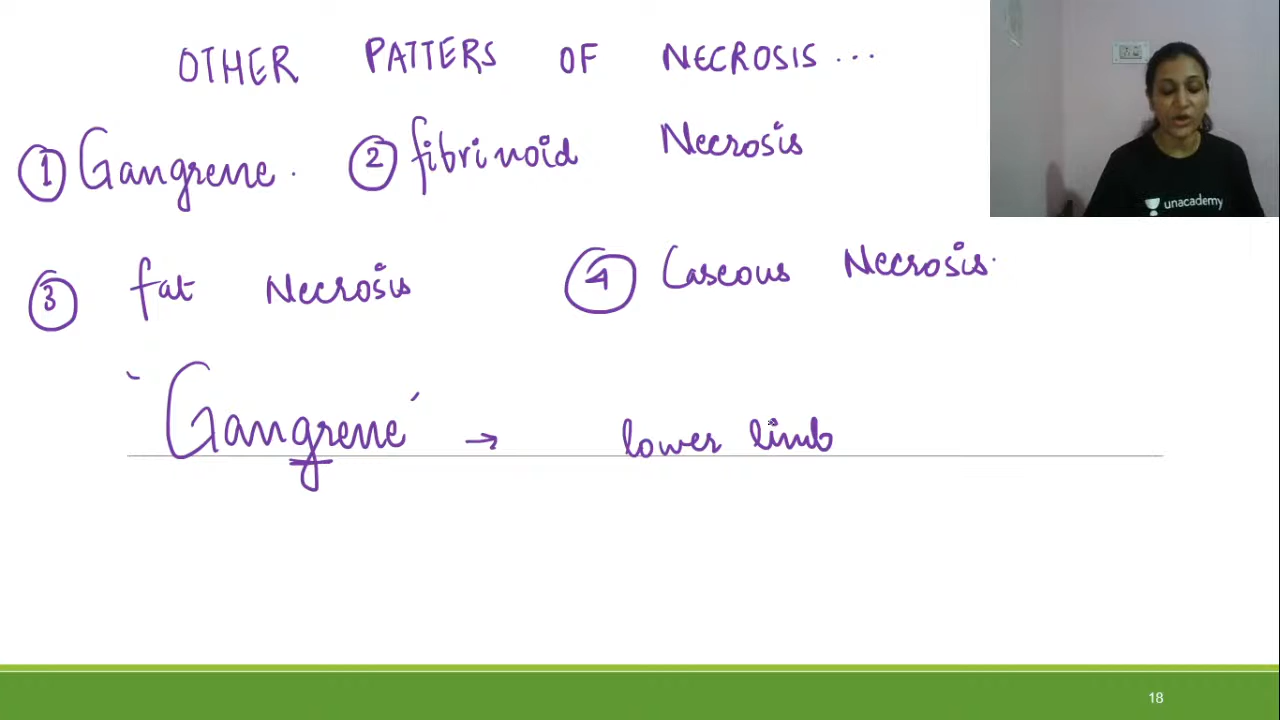 OTHER PATTERS OF NECROSIS...
① Gangrene. ② fibrinoid Necrosis
③ fat Necrosis ④ Caseous Necrosis.
'Gangrene' → lower limb
unacademy
18